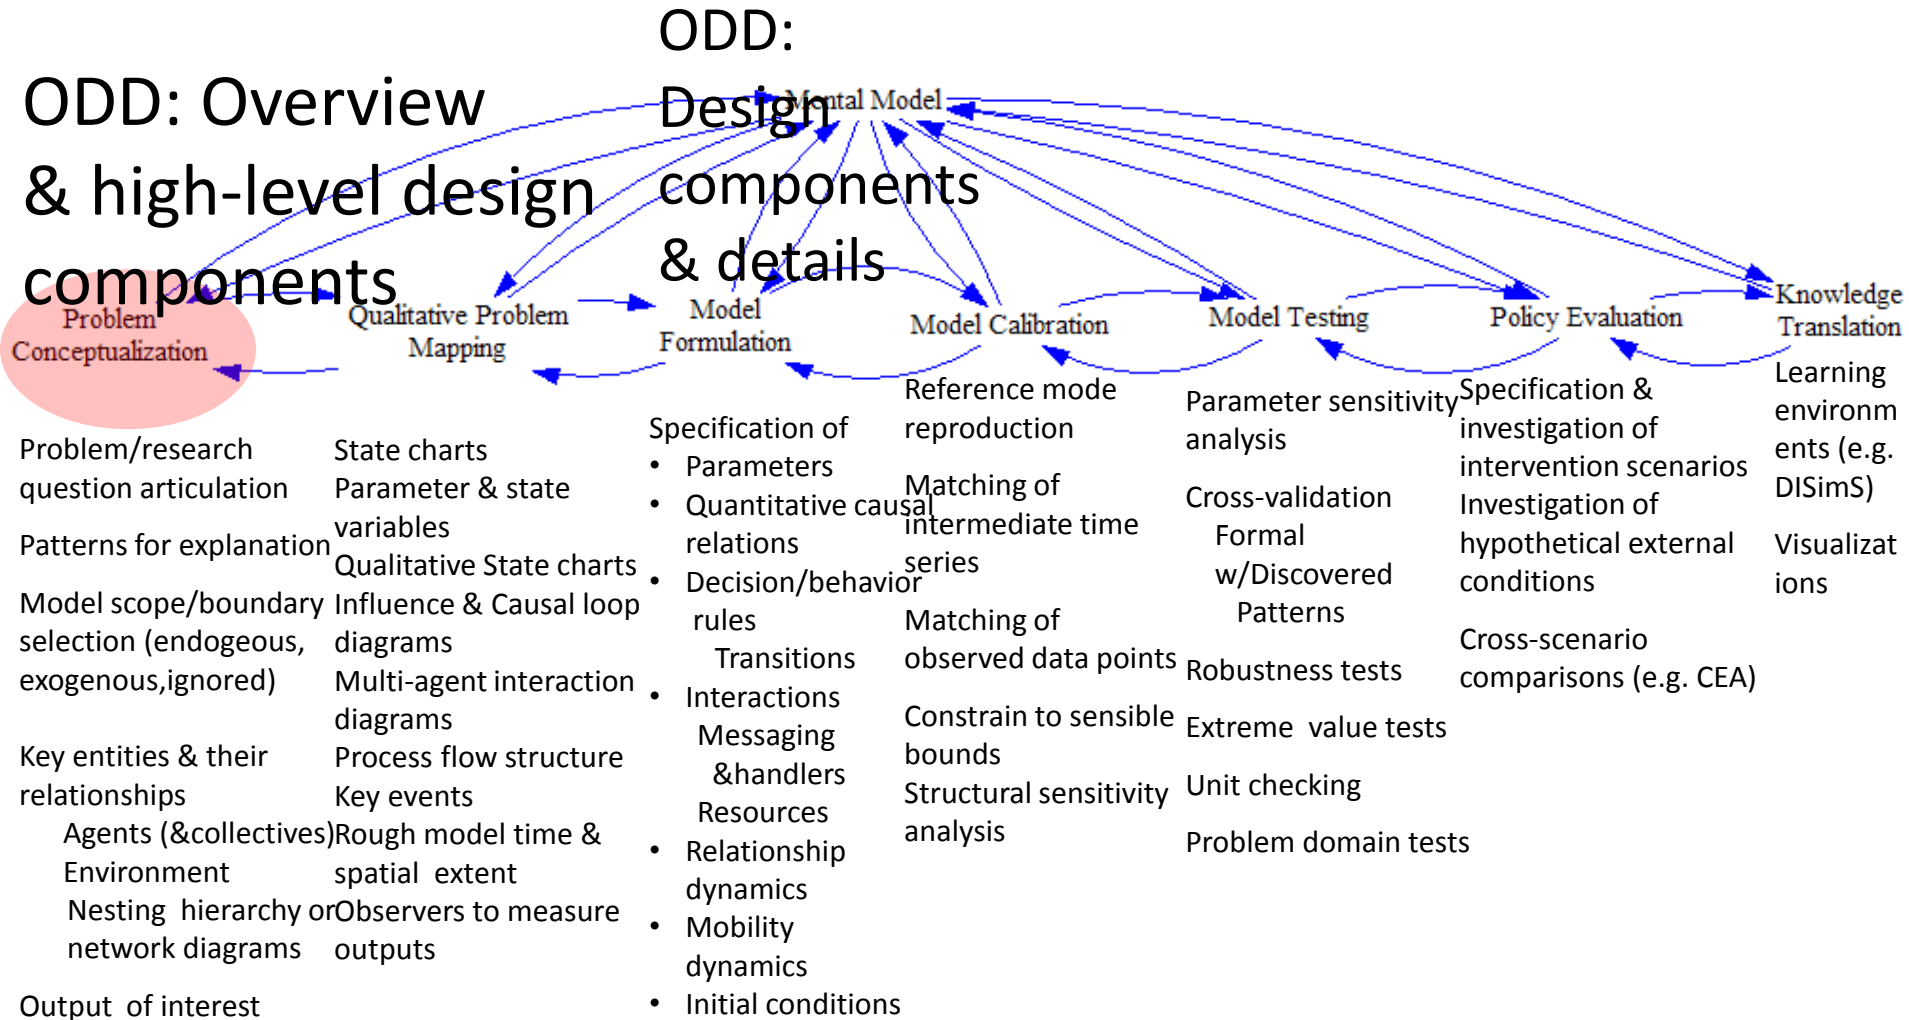 ODD: Overview
& high-level design
components
ODD:
Design
components
& details
Mental Model
Problem
Conceptualization
Qualitative Problem
Mapping
Model
Formulation
Model Calibration
Model Testing
Policy Evaluation
Knowledge
Translation
Problem/research
question articulation
Patterns for explanation
Model scope/boundary
selection (endogeous,
exogenous,ignored)
Key entities & their
relationships
Agents (&collectives)
Environment
Nesting hierarchy or
network diagrams
Output of interest
State charts
Parameter & state
variables
Qualitative State charts
Influence & Causal loop
diagrams
Multi-agent interaction
diagrams
Process flow structure
Key events
Rough model time &
spatial extent
Observers to measure
outputs
Specification of
• Parameters
• Quantitative causal
relations
• Decision/behavior
rules
Transitions
• Interactions
Messaging
&handlers
Resources
• Relationship
dynamics
• Mobility
dynamics
• Initial conditions
Reference mode
reproduction
Matching of
intermediate time
series
Matching of
observed data points
Constrain to sensible
bounds
Structural sensitivity
analysis
Parameter sensitivity
analysis
Cross-validation
Formal
w/Discovered
Patterns
Robustness tests
Extreme value tests
Unit checking
Problem domain tests
Specification &
investigation of
intervention scenarios
Investigation of
hypothetical external
conditions
Cross-scenario
comparisons (e.g. CEA)
Learning
environm
ents (e.g.
DISimS)
Visualizat
ions